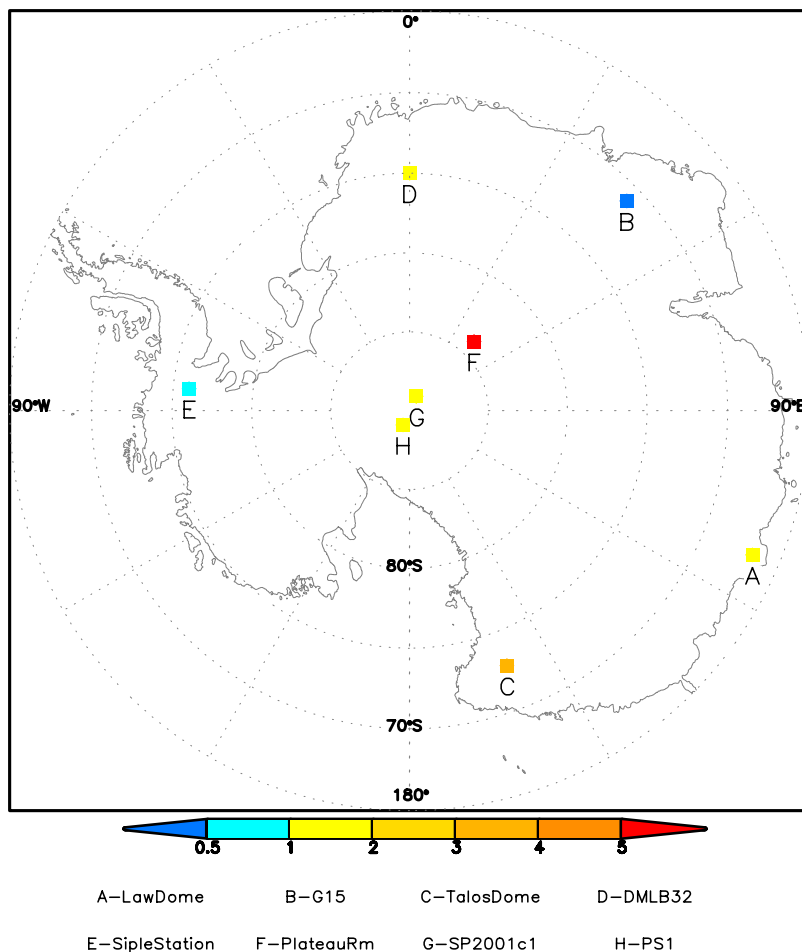 0°
D
B
F
90°W
E
G
90°E
H
80°S
A
C
70°S
180°
0.5 1 2 3 4 5
A-LawDome B-G15 C-TalosDome D-DMLB32
E-SipleStation F-PlateauRm G-SP2001c1 H-PS1